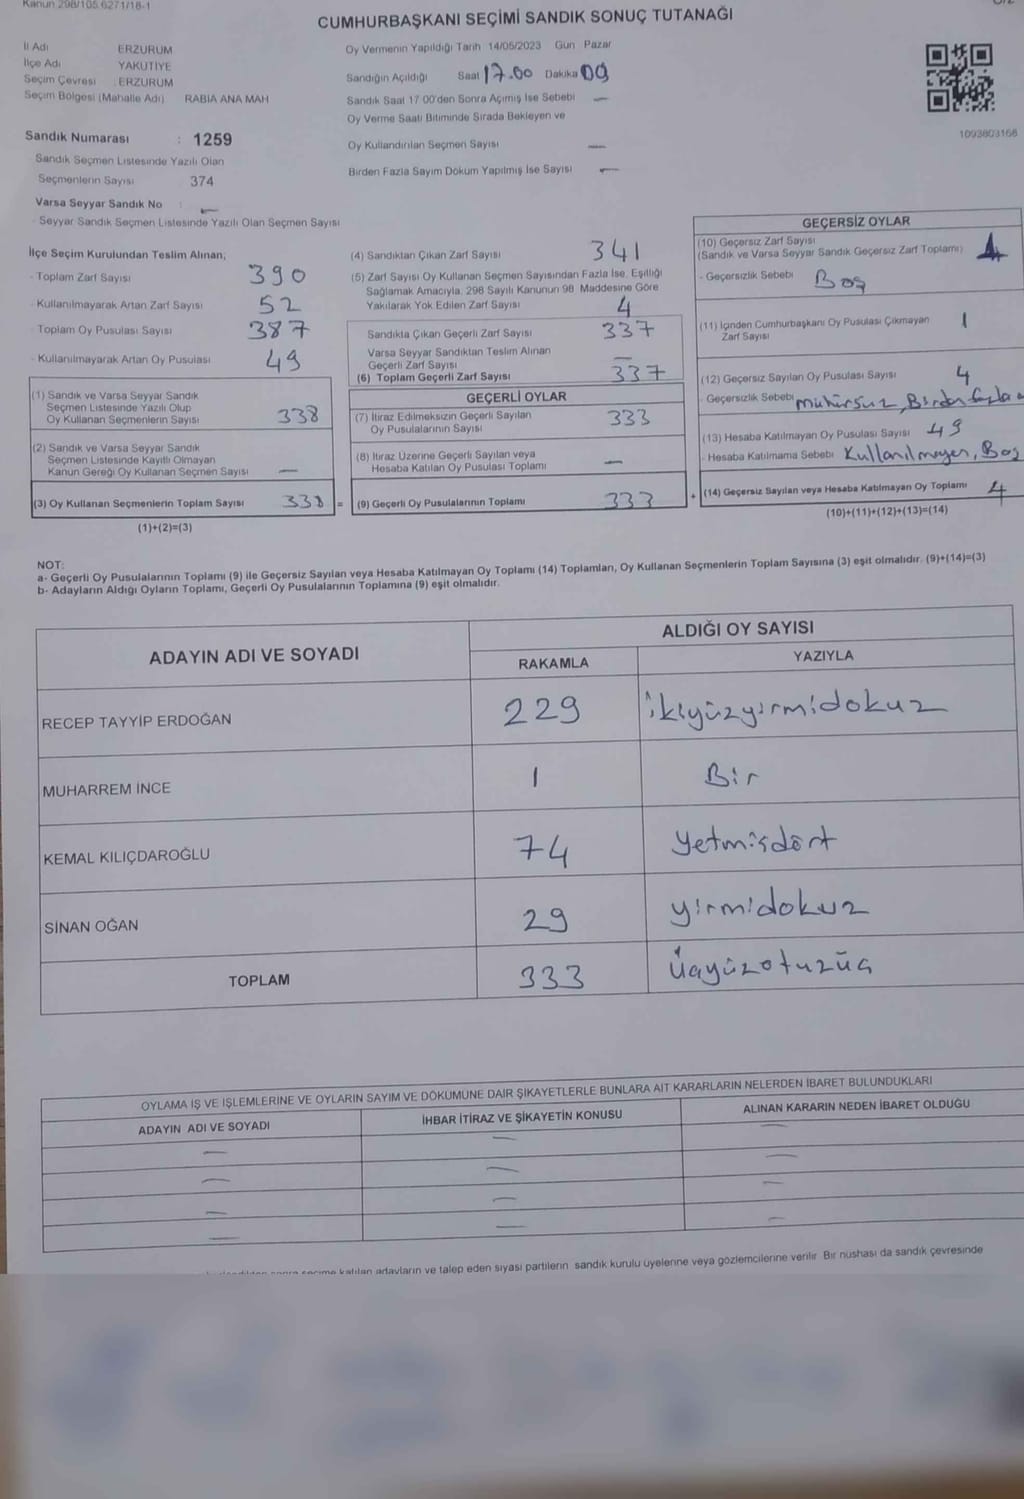 Kanun 298/105.6271/18-1
CUMHURBAŞKANI SEÇİMİ SANDIK SONUÇ TUTANAĞI
İl Adı ERZURUM
İlçe Adı YAKUTİYE
Seçim Çevresi : ERZURUM
Seçim Bölgesi (Mahalle Adı) RABİA ANA MAH
Sandık Numarası : 1259
Sandık Seçmen Listesinde Yazılı Olan
Seçmenlerin Sayısı 374
Varsa Seyyar Sandık No : —
- Seyyar Sandık Seçmen Listesinde Yazılı Olan Seçmen Sayısı
Oy Vermenin Yapıldığı Tarih 14/05/2023 Gün Pazar
Sandığın Açıldığı Saat 17.00 Dakika 09
Sandık Saat 17 00'den Sonra Açımış İse Sebebi —
Oy Verme Saati Bitiminde Sırada Bekleyen ve
Oy Kullandırılan Seçmen Sayısı —
Birden Fazla Sayım Döküm Yapılmış İse Sayısı —
1093803168
İlçe Seçim Kurulundan Teslim Alınan;
- Toplam Zarf Sayısı 390
- Kullanılmayarak Artan Zarf Sayısı 52
- Toplam Oy Pusulası Sayısı 387
- Kullanılmayarak Artan Oy Pusulası 49
(1) Sandık ve Varsa Seyyar Sandık
Seçmen Listesinde Yazılı Olup
Oy Kullanan Seçmenlerin Sayısı 338
(2) Sandık ve Varsa Seyyar Sandık
Seçmen Listesinde Kayıtlı Olmayan
Kanun Gereği Oy Kullanan Seçmen Sayısı —
(3) Oy Kullanan Seçmenlerin Toplam Sayısı 338 =
(1)+(2)=(3)
(4) Sandıktan Çıkan Zarf Sayısı 341
(5) Zarf Sayısı Oy Kullanan Seçmen Sayısından Fazla İse, Eşitliği
Sağlamak Amacıyla, 298 Sayılı Kanunun 98 Maddesine Göre
Yakılarak Yok Edilen Zarf Sayısı 4
Sandıkta Çıkan Geçerli Zarf Sayısı 337
Varsa Seyyar Sandıktan Teslim Alınan
Geçerli Zarf Sayısı —
(6) Toplam Geçerli Zarf Sayısı 337
GEÇERLİ OYLAR
(7) İtiraz Edilmeksizin Geçerli Sayılan
Oy Pusulalarının Sayısı 333
(8) İtiraz Üzerine Geçerli Sayılan veya
Hesaba Katılan Oy Pusulası Toplamı —
(9) Geçerli Oy Pusulalarının Toplamı 333 +
GEÇERSİZ OYLAR
(10) Geçersiz Zarf Sayısı
(Sandık ve Varsa Seyyar Sandık Geçersiz Zarf Toplamı)
- Geçersizlik Sebebi Boş
(11) İçinden Cumhurbaşkanı Oy Pusulası Çıkmayan 1
Zarf Sayısı
(12) Geçersiz Sayılan Oy Pusulası Sayısı 4
- Geçersizlik Sebebi mühürsüz, Birden fazla
(13) Hesaba Katılmayan Oy Pusulası Sayısı 49
- Hesaba Katılmama Sebebi Kullanılmayan, Boş
(14) Geçersiz Sayılan veya Hesaba Katılmayan Oy Toplamı 4
(10)+(11)+(12)+(13)=(14)
NOT:
a- Geçerli Oy Pusulalarının Toplamı (9) ile Geçersiz Sayılan veya Hesaba Katılmayan Oy Toplamı (14) Toplamları, Oy Kullanan Seçmenlerin Toplam Sayısına (3) eşit olmalıdır. (9)+(14)=(3)
b- Adayların Aldığı Oyların Toplamı, Geçerli Oy Pusulalarının Toplamına (9) eşit olmalıdır.
ADAYIN ADI VE SOYADI ALDIĞI OY SAYISI
RAKAMLA YAZIYLA
RECEP TAYYİP ERDOĞAN 229 ikiyüzyirmidokuz
MUHARREM İNCE 1 Bir
KEMAL KILIÇDAROĞLU 74 Yetmişdört
SİNAN OĞAN 29 yirmidokuz
TOPLAM 333 üçyüzotuzüç
OYLAMA İŞ VE İŞLEMLERİNE VE OYLARIN SAYIM VE DÖKÜMÜNE DAİR ŞİKAYETLERLE BUNLARA AİT KARARLARIN NELERDEN İBARET BULUNDUKLARI
ADAYIN ADI VE SOYADI İHBAR İTİRAZ VE ŞİKAYETİN KONUSU ALINAN KARARIN NEDEN İBARET OLDUĞU
— — —
— — —
— — —
— — —
sonra seçime katılan adayların ve talep eden siyasi partilerin sandık kurulu üyelerine veya gözlemcilerine verilir. Bir nüshası da sandık çevresinde